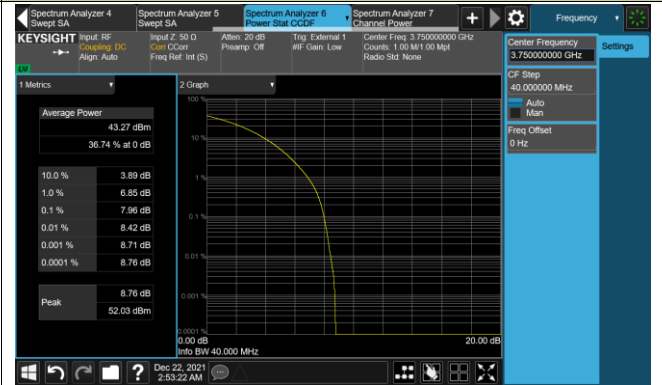 Spectrum Analyzer 4
Swept SA
Spectrum Analyzer 5
Swept SA
Spectrum Analyzer 6
Power Stat CCDF
Spectrum Analyzer 7
Channel Power
+
Frequency
KEYSIGHT
Input: RF
Coupling: DC
Align: Auto
Input Z: 50 Ω
Corr CCorr
Freq Ref: Int (S)
Atten: 20 dB
Preamp: Off
Trig: External 1
#IF Gain: Low
Center Freq: 3.750000000 GHz
Counts: 1.00 M/1.00 Mpt
Radio Std: None
Center Frequency
3.750000000 GHz
Settings
CF Step
40.000000 MHz
Auto
Man
Freq Offset
0 Hz
1 Metrics
Average Power
43.27 dBm
36.74 % at 0 dB
10.0 % 3.89 dB
1.0 % 6.85 dB
0.1 % 7.96 dB
0.01 % 8.42 dB
0.001 % 8.71 dB
0.0001 % 8.76 dB
Peak
8.76 dB
52.03 dBm
2 Graph
100 %
10 %
1 %
0.1 %
0.01 %
0.001 %
0.0001 %
0.00 dB 20.00 dB
Info BW 40.000 MHz
?
Dec 22, 2021
2:53:22 AM